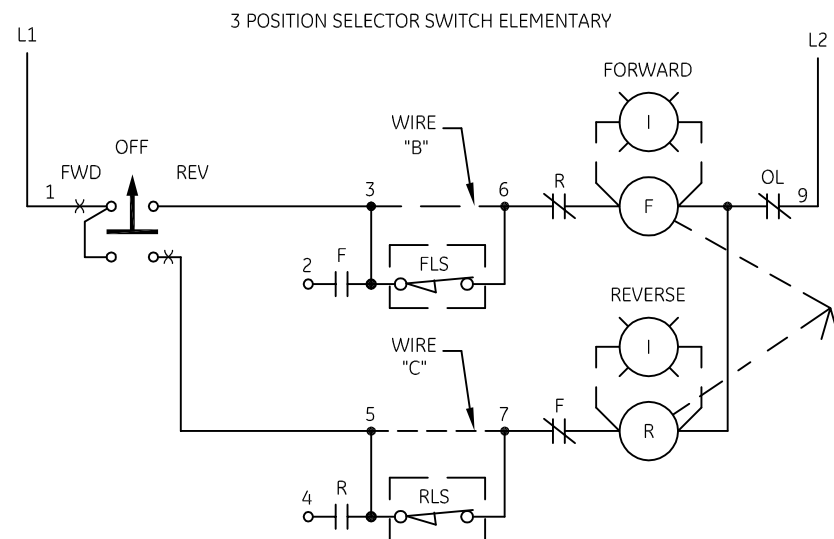 3 POSITION SELECTOR SWITCH ELEMENTARY
L1
L2
FORWARD
I
WIRE
"B"
OFF
FWD
REV
1
3
6
R
F
OL
9
2
F
FLS
REVERSE
I
WIRE
"C"
5
7
F
R
4
R
RLS